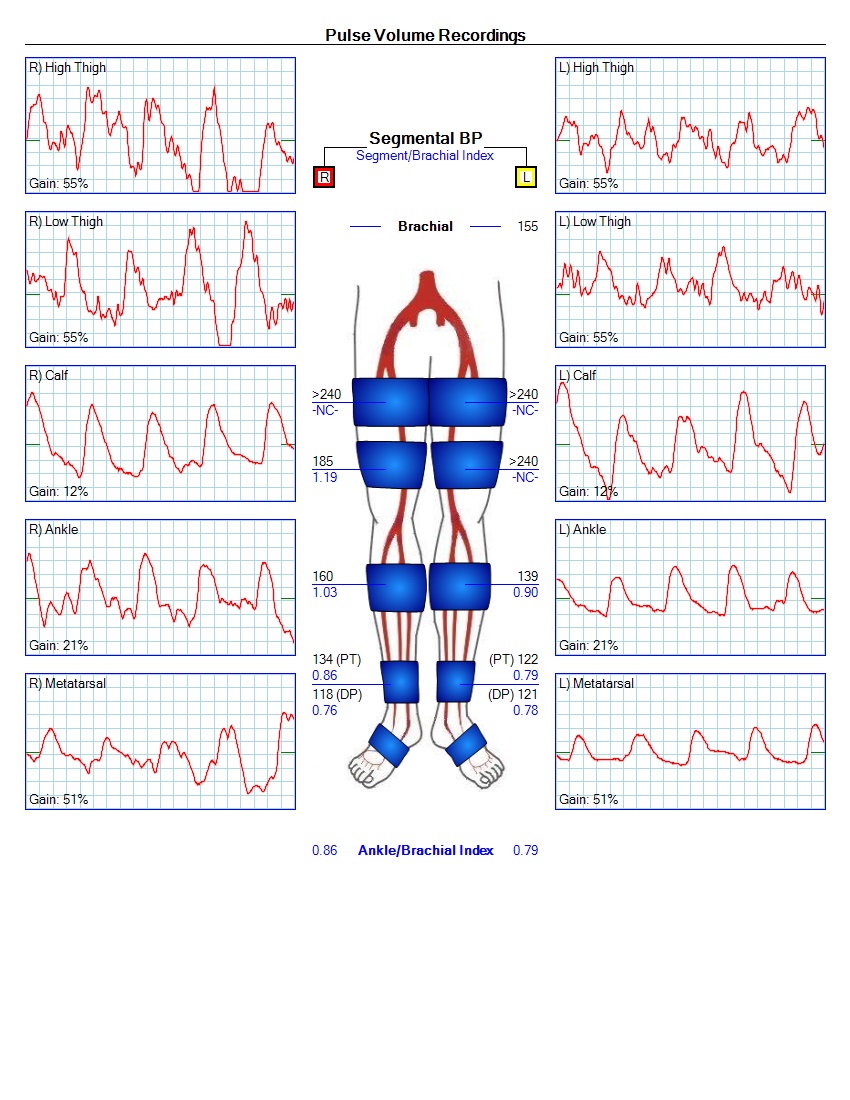 Pulse Volume Recordings
R) High Thigh
Gain: 55%
L) High Thigh
Gain: 55%
Segmental BP
Segment/Brachial Index
R
L
R) Low Thigh
Gain: 55%
Brachial 155
L) Low Thigh
Gain: 55%
R) Calf
Gain: 12%
>240
-NC-
>240
-NC-
L) Calf
Gain: 12%
185
1.19
>240
-NC-
R) Ankle
Gain: 21%
160
1.03
139
0.90
L) Ankle
Gain: 21%
R) Metatarsal
Gain: 51%
134 (PT)
0.86
118 (DP)
0.76
(PT) 122
0.79
(DP) 121
0.78
L) Metatarsal
Gain: 51%
0.86 Ankle/Brachial Index 0.79